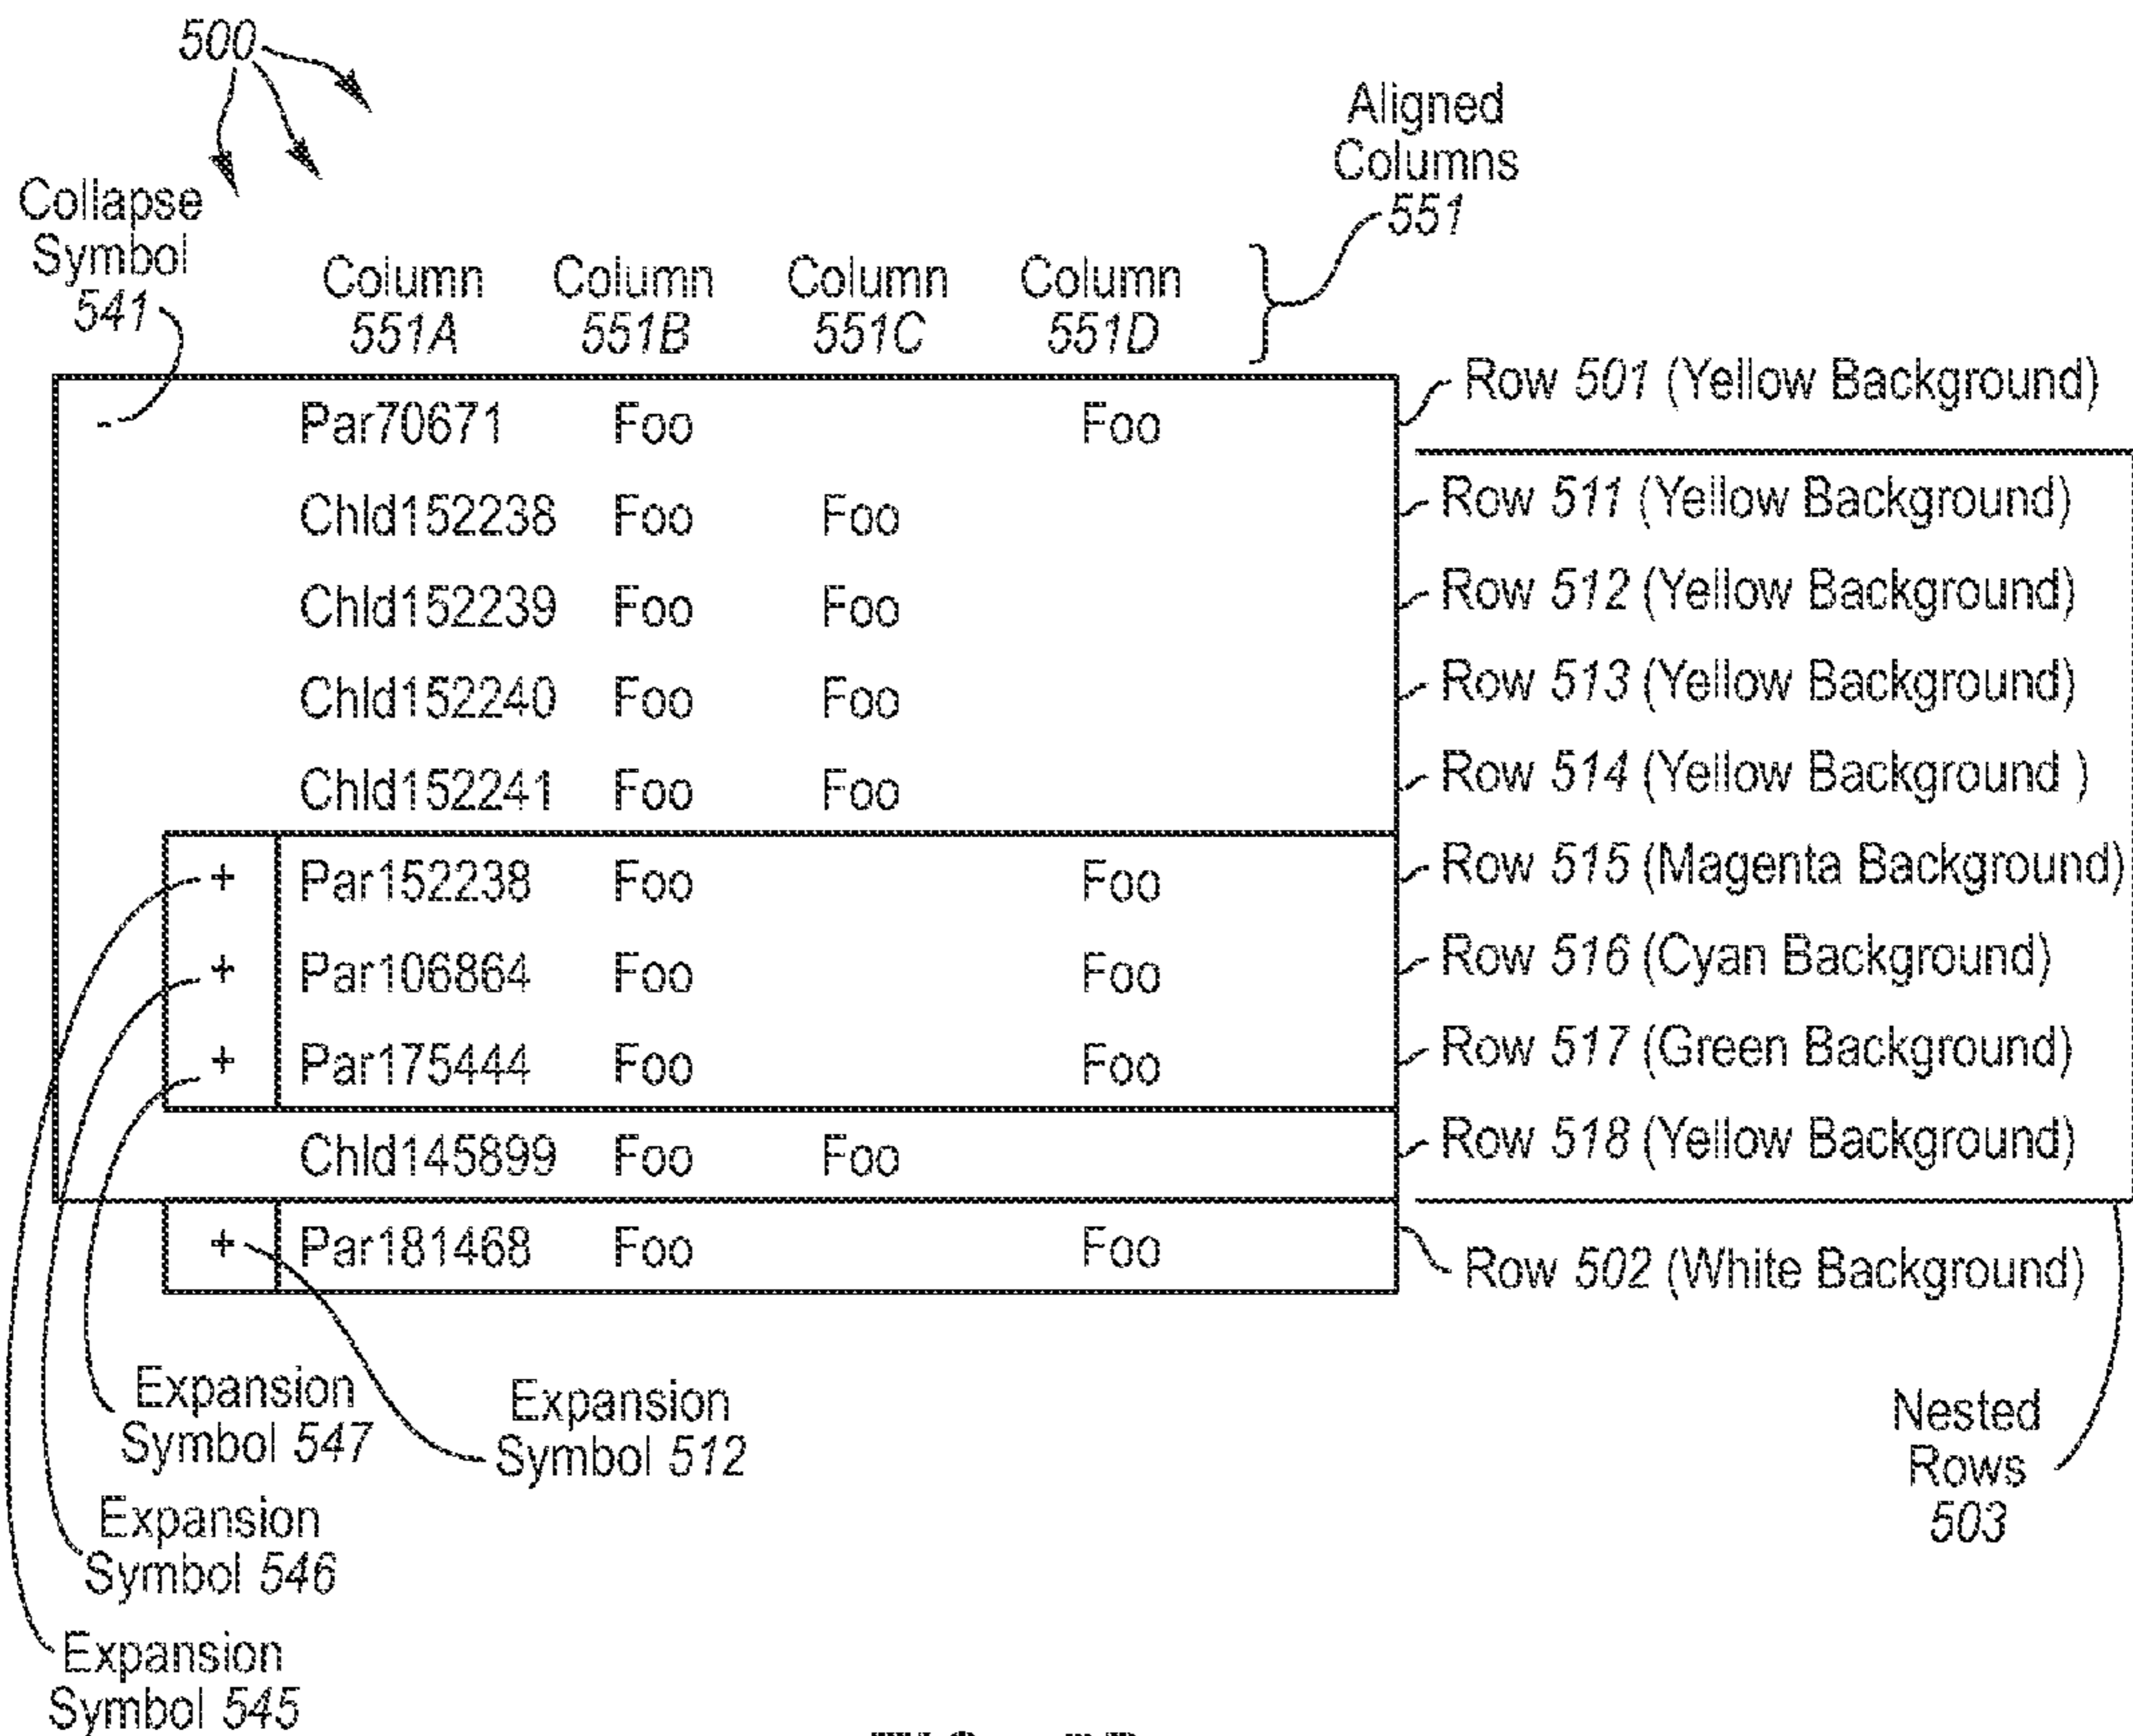 500
Aligned
Columns
551
Collapse
Symbol
541
Column Column Column Column
551A 551B 551C 551D
- Par70671 Foo Foo Row 501 (Yellow Background)
Chld152238 Foo Foo Row 511 (Yellow Background)
Chld152239 Foo Foo Row 512 (Yellow Background)
Chld152240 Foo Foo Row 513 (Yellow Background)
Chld152241 Foo Foo Row 514 (Yellow Background )
+ Par152238 Foo Foo Row 515 (Magenta Background)
+ Par106864 Foo Foo Row 516 (Cyan Background)
+ Par175444 Foo Foo Row 517 (Green Background)
Chld145899 Foo Foo Row 518 (Yellow Background)
+ Par181468 Foo Foo Row 502 (White Background)
Expansion
Symbol 547
Expansion
Symbol 512
Nested
Rows
503
Expansion
Symbol 546
Expansion
Symbol 545